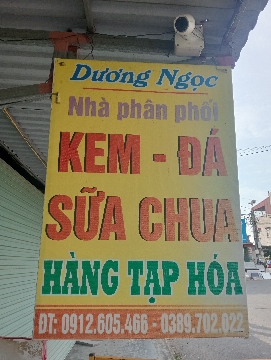 Dương Ngọc
Nhà phân phối
KEM - ĐÁ
SỮA CHUA
HÀNG TẠP HÓA
ĐT: 0912.605.466 - 0389.702.022